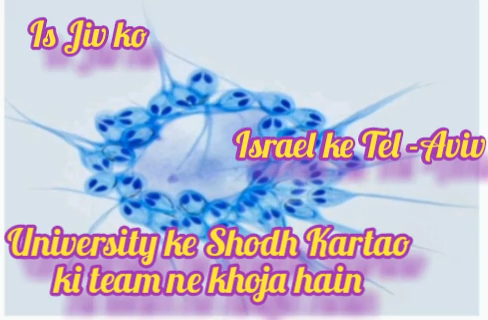 Is Jiv ko
Israel ke Tel -Aviv
University ke Shodh Kartao
ki team ne khoja hain